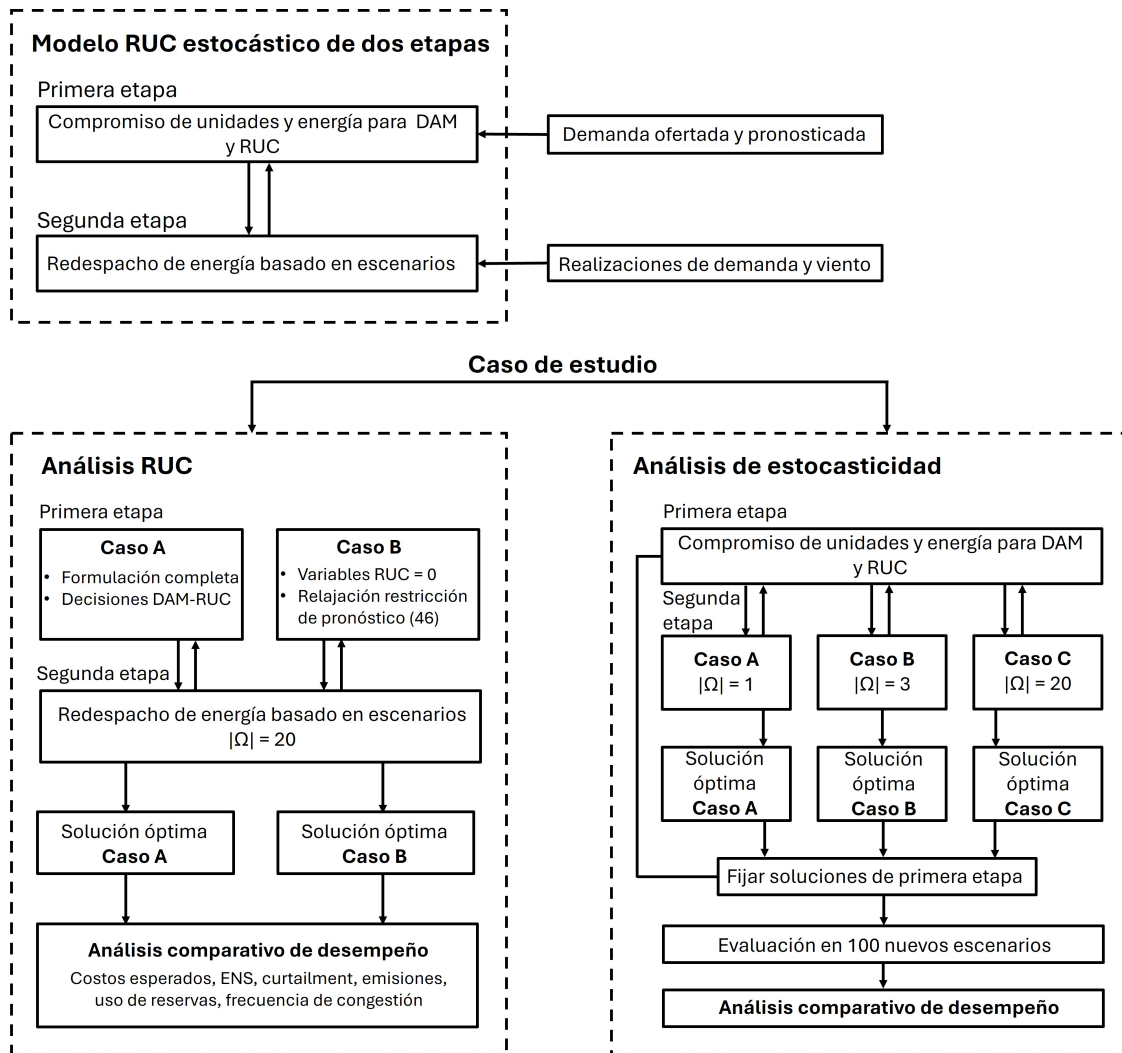 Modelo RUC estocástico de dos etapas
Primera etapa
Compromiso de unidades y energía para DAM
y RUC
Demanda ofertada y pronosticada
Segunda etapa
Redespacho de energía basado en escenarios
Realizaciones de demanda y viento
Caso de estudio
Análisis RUC
Primera etapa
Caso A
• Formulación completa
• Decisiones DAM-RUC
Caso B
• Variables RUC = 0
• Relajación restricción
de pronóstico (46)
Segunda etapa
Redespacho de energía basado en escenarios
|Ω| = 20
Solución óptima
Caso A
Solución óptima
Caso B
Análisis comparativo de desempeño
Costos esperados, ENS, curtailment, emisiones,
uso de reservas, frecuencia de congestión
Análisis de estocasticidad
Primera etapa
Compromiso de unidades y energía para DAM
y RUC
Segunda
etapa
Caso A
|Ω| = 1
Caso B
|Ω| = 3
Caso C
|Ω| = 20
Solución
óptima
Caso A
Solución
óptima
Caso B
Solución
óptima
Caso C
Fijar soluciones de primera etapa
Evaluación en 100 nuevos escenarios
Análisis comparativo de desempeño